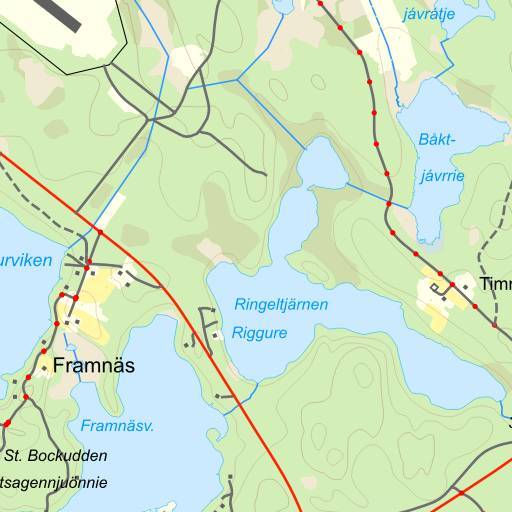 jávrátje
Båkt-
jávrrie
urviken
Timr
Ringeltjärnen
Riggure
Framnäs
Framnäsv.
St. Bockudden
tsagennjuönnie